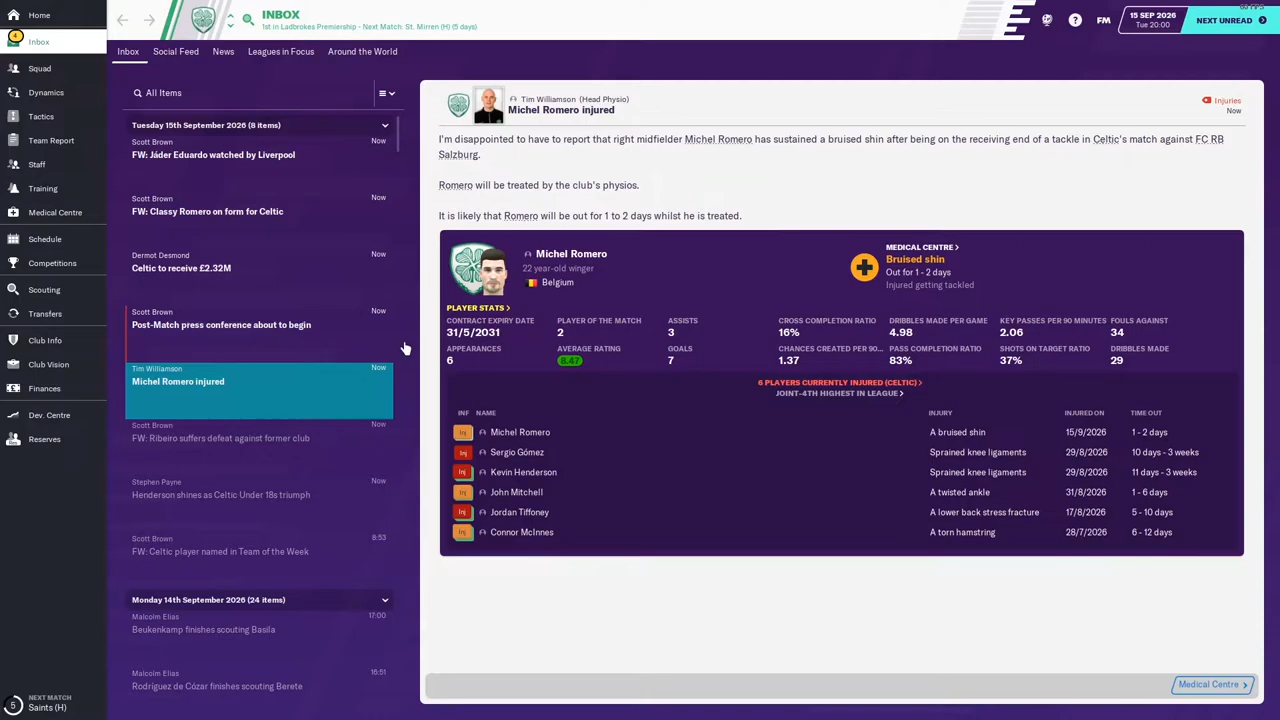 Home
4
Inbox
Squad
Dynamics
Tactics
Team Report
Staff
Training
Medical Centre
Schedule
Competitions
Scouting
Transfers
Club Info
Club Vision
Finances
Dev. Centre
Reserves
5
NEXT MATCH
Saints (H)
INBOX
1st in Ladbrokes Premiership - Next Match: St. Mirren (H) (5 days)
?
FM
15 SEP 2026
Tue 20:00
NEXT UNREAD
Inbox
Social Feed
News
Leagues in Focus
Around the World
All Items
Tuesday 15th September 2026 (8 items)
Scott Brown
Now
FW: Jáder Eduardo watched by Liverpool
Scott Brown
Now
FW: Classy Romero on form for Celtic
Dermot Desmond
Now
Celtic to receive £2.32M
Scott Brown
Now
Post-Match press conference about to begin
Tim Williamson
Now
Michel Romero injured
Scott Brown
Now
FW: Ribeiro suffers defeat against former club
Stephen Payne
Now
Henderson shines as Celtic Under 18s triumph
Scott Brown
8:53
FW: Celtic player named in Team of the Week
Monday 14th September 2026 (24 items)
Malcolm Elias
17:00
Beukenkamp finishes scouting Basila
Malcolm Elias
16:51
Rodríguez de Cózar finishes scouting Berete
Tim Williamson (Head Physio)
Michel Romero injured
Injuries
Now
I'm disappointed to have to report that right midfielder Michel Romero has sustained a bruised shin after being on the receiving end of a tackle in Celtic's match against FC RB
Salzburg.
Romero will be treated by the club's physios.
It is likely that Romero will be out for 1 to 2 days whilst he is treated.
Michel Romero
22 year-old winger
Belgium
MEDICAL CENTRE
Bruised shin
Out for 1 - 2 days
Injured getting tackled
PLAYER STATS
CONTRACT EXPIRY DATE
31/5/2031
PLAYER OF THE MATCH
2
ASSISTS
3
CROSS COMPLETION RATIO
16%
DRIBBLES MADE PER GAME
4.98
KEY PASSES PER 90 MINUTES
2.06
FOULS AGAINST
34
APPEARANCES
6
AVERAGE RATING
8.47
GOALS
7
CHANCES CREATED PER 90...
1.37
PASS COMPLETION RATIO
83%
SHOTS ON TARGET RATIO
37%
DRIBBLES MADE
29
6 PLAYERS CURRENTLY INJURED (CELTIC)
JOINT-4TH HIGHEST IN LEAGUE
INF NAME INJURY INJURED ON TIME OUT
Inj Michel Romero A bruised shin 15/9/2026 1 - 2 days
Inj Sergio Gómez Sprained knee ligaments 29/8/2026 10 days - 3 weeks
Inj Kevin Henderson Sprained knee ligaments 29/8/2026 11 days - 3 weeks
Inj John Mitchell A twisted ankle 31/8/2026 1 - 6 days
Inj Jordan Tiffoney A lower back stress fracture 17/8/2026 5 - 10 days
Inj Connor McInnes A torn hamstring 28/7/2026 6 - 12 days
Medical Centre